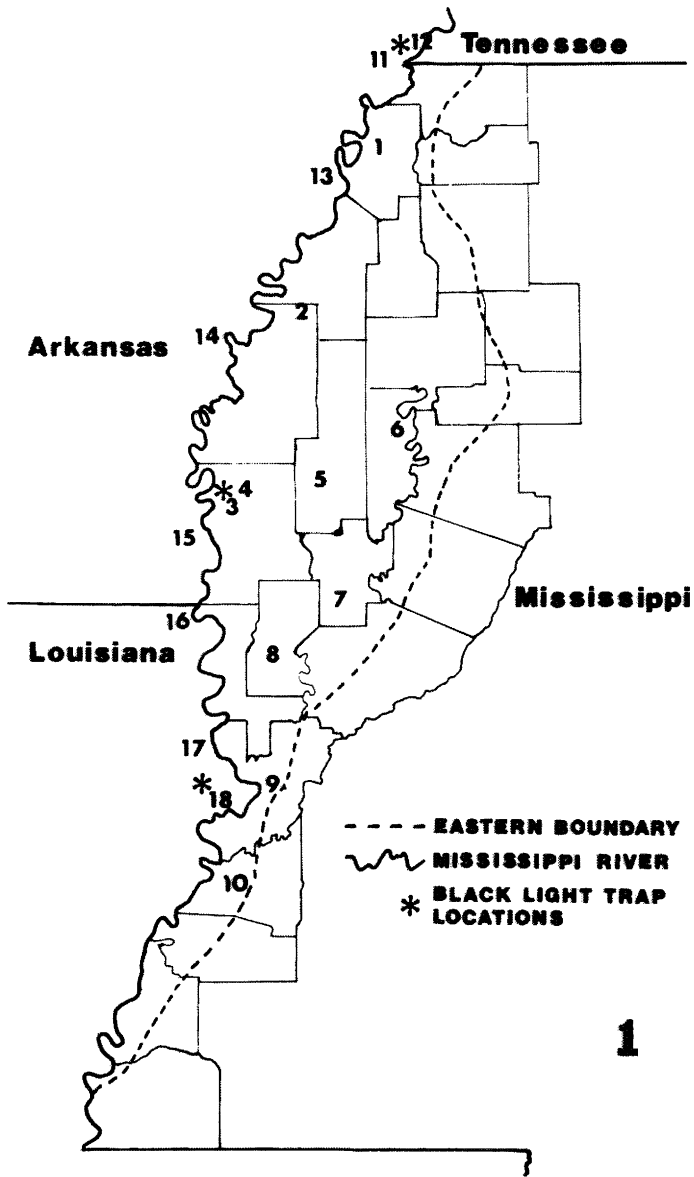 *12
11
Tennessee
1
13
2
14
Arkansas
6
5
*4
3
15
7
Mississippi
16
Louisiana
8
17
9
*18
--- EASTERN BOUNDARY
MISSISSIPPI RIVER
10
* BLACK LIGHT TRAP
LOCATIONS
1